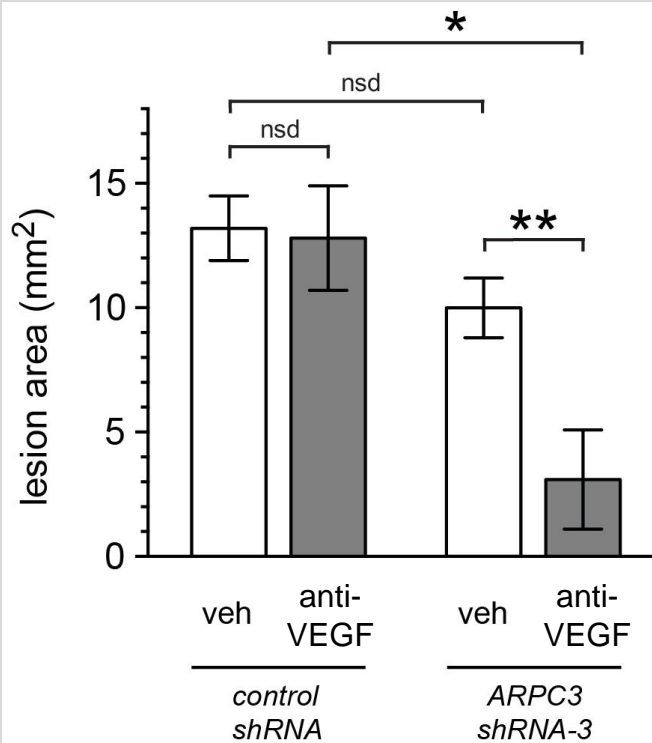 *
nsd
nsd
**
lesion area (mm²)
15
10
5
0
veh
anti-
VEGF
veh
anti-
VEGF
control
shRNA
ARPC3
shRNA-3